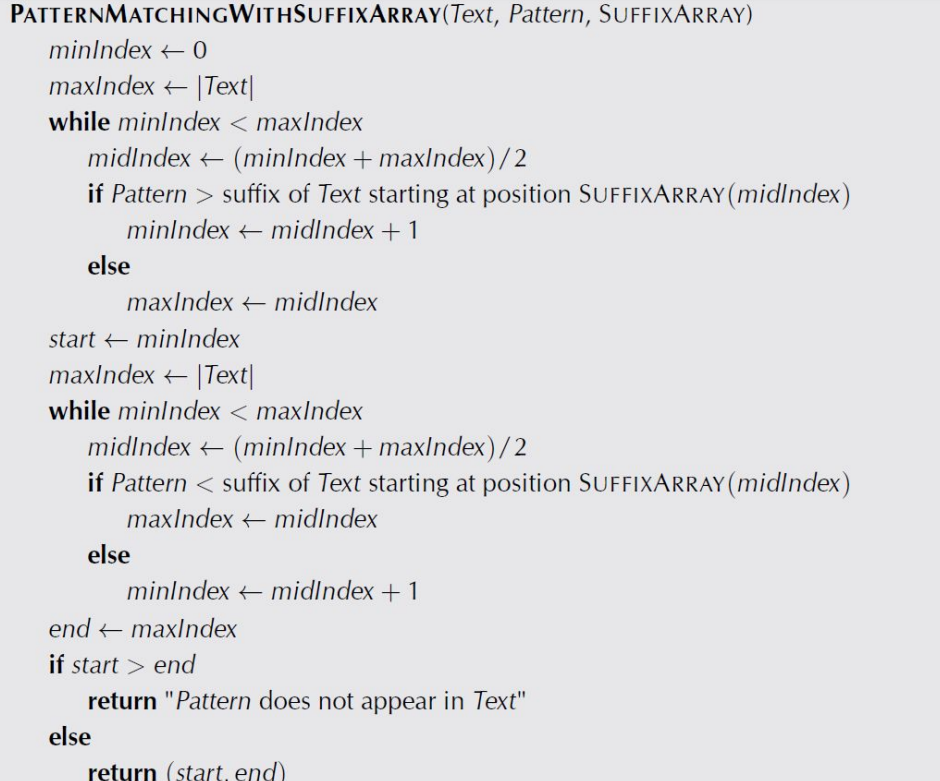 PATTERNMATCHINGWITHSUFFIXARRAY(Text, Pattern, SUFFIXARRAY)
minIndex ← 0
maxIndex ← |Text|
while minIndex < maxIndex
midIndex ← (minIndex + maxIndex)/2
if Pattern > suffix of Text starting at position SUFFIXARRAY(midIndex)
minIndex ← midIndex + 1
else
maxIndex ← midIndex
start ← minIndex
maxIndex ← |Text|
while minIndex < maxIndex
midIndex ← (minIndex + maxIndex)/2
if Pattern < suffix of Text starting at position SUFFIXARRAY(midIndex)
maxIndex ← midIndex
else
minIndex ← midIndex + 1
end ← maxIndex
if start > end
return "Pattern does not appear in Text"
else
return (start, end)